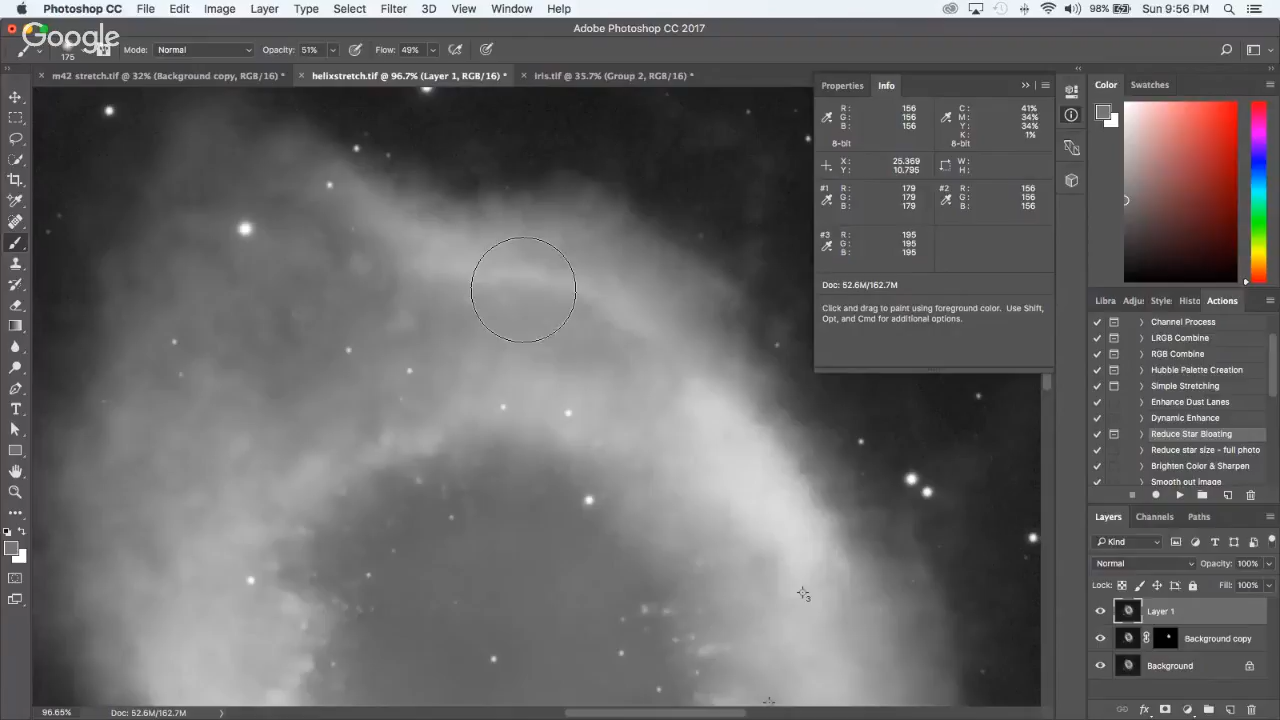 Photoshop CC File Edit Image Layer Type Select Filter 3D View Window Help 98% Sun 9:56 PM
Adobe Photoshop CC 2017
Google
175 Mode: Normal Opacity: 51% Flow: 49%
× m42 stretch.tif @ 32% (Background copy, RGB/16) * × helixstretch.tif @ 96.7% (Layer 1, RGB/16) * × iris.tif @ 35.7% (Group 2, RGB/16) *
Properties Info
R: 156 C: 41%
G: 156 M: 34%
B: 156 Y: 34%
K: 1%
8-bit 8-bit
X: 25.369 W:
Y: 10.795 H:
#1 R: 179 #2 R: 156
G: 179 G: 156
B: 179 B: 156
#3 R: 195
G: 195
B: 195
Doc: 52.6M/162.7M
Click and drag to paint using foreground color. Use Shift,
Opt, and Cmd for additional options.
Color Swatches
Libra Adju: Style: Histo Actions
Channel Process
LRGB Combine
RGB Combine
Hubble Palette Creation
Simple Stretching
Enhance Dust Lanes
Dynamic Enhance
Reduce Star Bloating
Reduce star size - full photo
Brighten Color & Sharpen
Smooth out image
Layers Channels Paths
Kind
Normal Opacity: 100%
Lock: Fill: 100%
Layer 1
Background copy
Background
3
96.65% Doc: 52.6M/162.7M